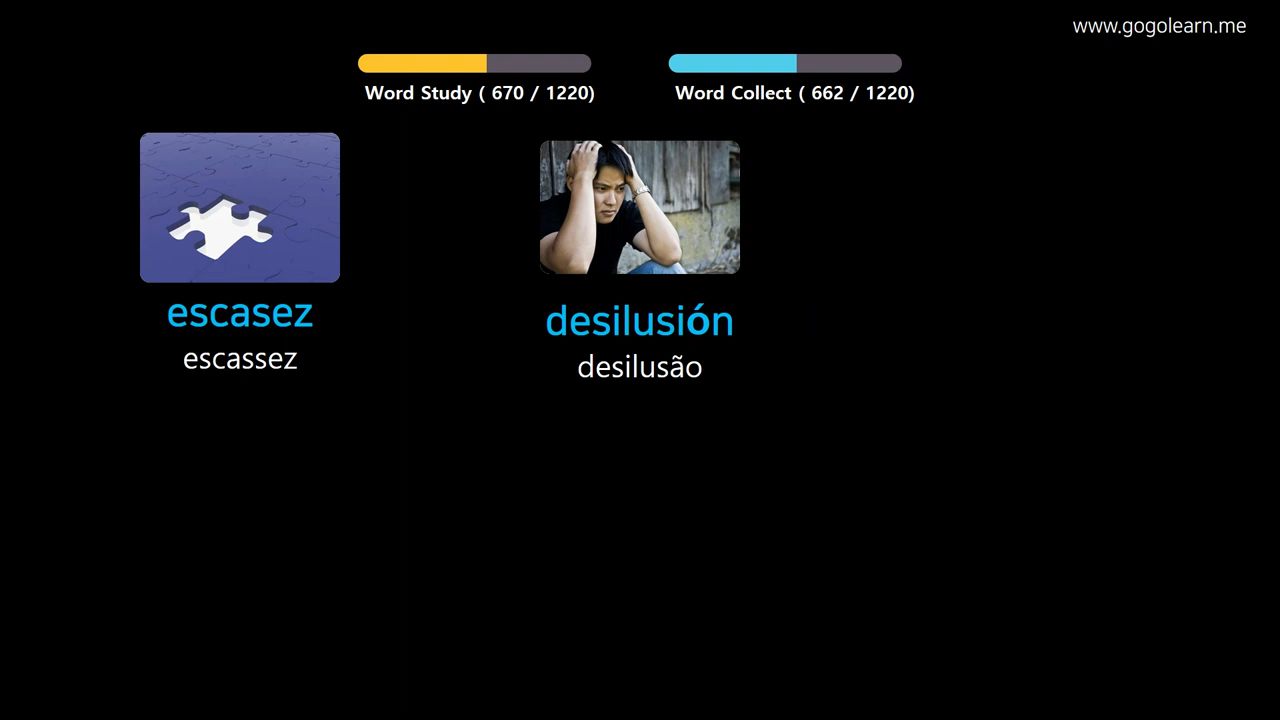 www.gogolearn.me
Word Study ( 670 / 1220)
Word Collect ( 662 / 1220)
escasez
escassez
desilusión
desilusão